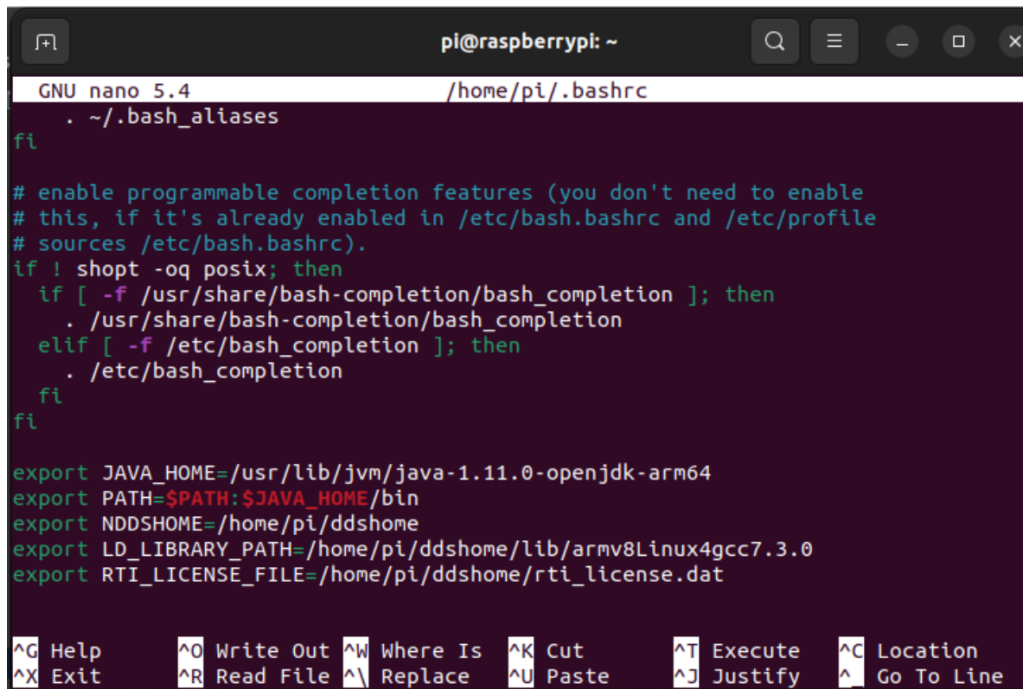 pi@raspberrypi: ~
GNU nano 5.4 /home/pi/.bashrc
    . ~/.bash_aliases
fi

# enable programmable completion features (you don't need to enable
# this, if it's already enabled in /etc/bash.bashrc and /etc/profile
# sources /etc/bash.bashrc).
if ! shopt -oq posix; then
  if [ -f /usr/share/bash-completion/bash_completion ]; then
    . /usr/share/bash-completion/bash_completion
  elif [ -f /etc/bash_completion ]; then
    . /etc/bash_completion
  fi
fi

export JAVA_HOME=/usr/lib/jvm/java-1.11.0-openjdk-arm64
export PATH=$PATH:$JAVA_HOME/bin
export NDDSHOME=/home/pi/ddshome
export LD_LIBRARY_PATH=/home/pi/ddshome/lib/armv8Linux4gcc7.3.0
export RTI_LICENSE_FILE=/home/pi/ddshome/rti_license.dat

^G Help ^O Write Out ^W Where Is ^K Cut ^T Execute ^C Location
^X Exit ^R Read File ^\ Replace ^U Paste ^J Justify ^_ Go To Line